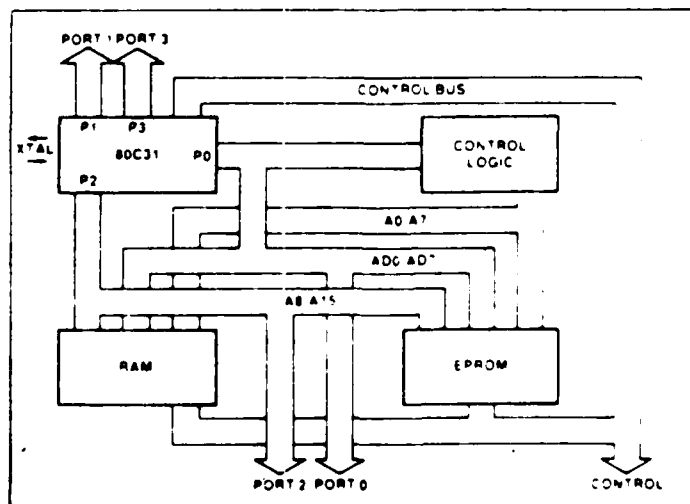 PORT 1 PORT 3
CONTROL BUS
P1 P3
XTAL 80C31 P0
P2
CONTROL
LOGIC
A0 A7
AD0 AD7
A8 A15
RAM
EPROM
PORT 2 PORT 0
CONTROL